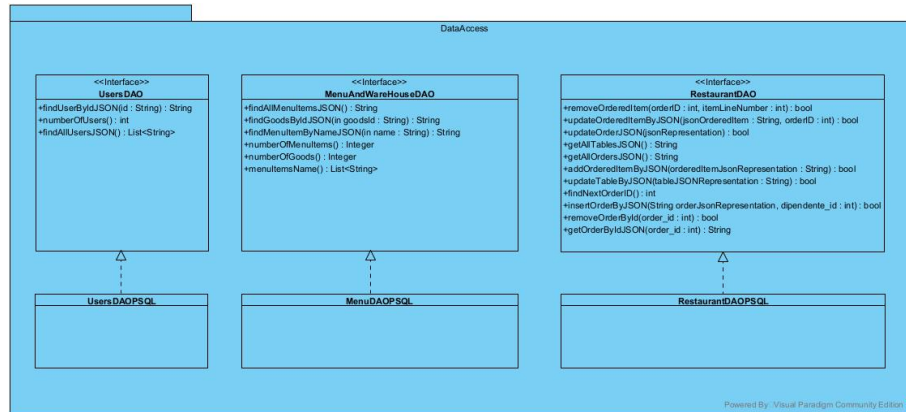 DataAccess
<<Interface>>
UsersDAO
+findUserByIdJSON(id : String) : String
+numberOfUsers() : int
+findAllUsersJSON() : List<String>
<<Interface>>
MenuAndWareHouseDAO
+findAllMenuItemsJSON() : String
+findGoodsByIdJSON(in goodsId : String) : String
+findMenuItemByNameJSON(in name : String) : String
+numberOfMenuItems() : Integer
+numberOfGoods() : Integer
+menuItemsName() : List<String>
<<Interface>>
RestaurantDAO
+removeOrderedItem(orderID : int, itemLineNumber : int) : bool
+updateOrderedItemByJSON(jsonOrderedItem : String, orderID : int) : bool
+updateOrderJSON(jsonRepresentation) : bool
+getAllTablesJSON() : String
+getAllOrdersJSON() : String
+addOrderedItemByJSON(orderedItemJsonRepresentation : String) : bool
+updateTableByJSON(tableJSONRepresentation : String) : bool
+findNextOrderID() : int
+insertOrderByJSON(String orderJsonRepresentation, dipendente_id : int) : bool
+removeOrderById(order_id : int) : bool
+getOrderByIdJSON(order_id : int) : String
UsersDAOPSQL
MenuDAOPSQL
RestaurantDAOPSQL
Powered By Visual Paradigm Community Edition